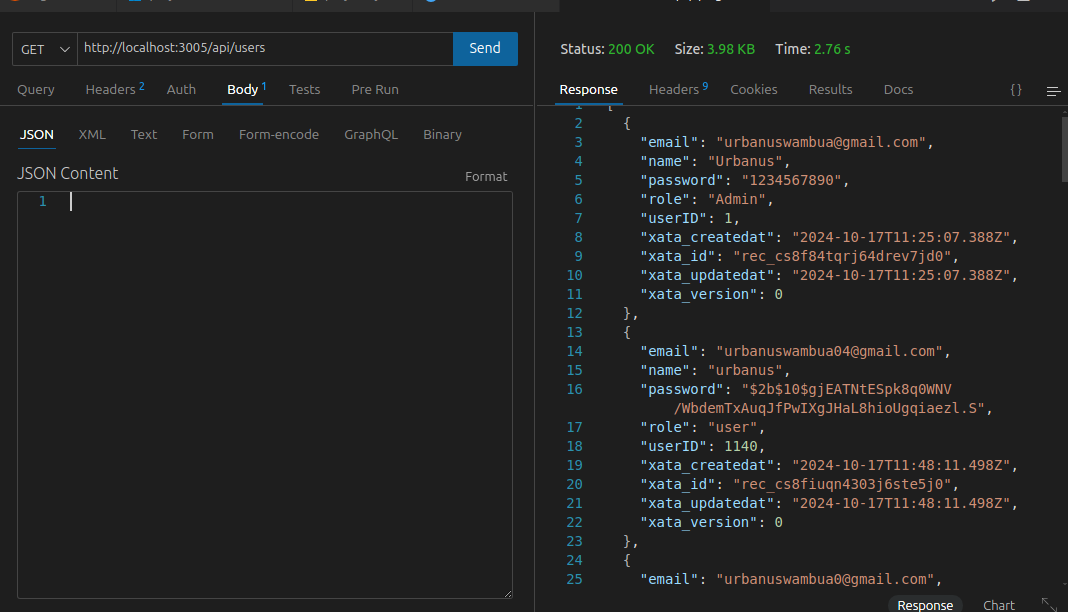 GET http://localhost:3005/api/users Send
Query Headers 2 Auth Body 1 Tests Pre Run
JSON XML Text Form Form-encode GraphQL Binary
JSON Content Format
1
Status: 200 OK Size: 3.98 KB Time: 2.76 s
Response Headers 9 Cookies Results Docs {}
1 [
2 {
3 "email": "urbanuswambua@gmail.com",
4 "name": "Urbanus",
5 "password": "1234567890",
6 "role": "Admin",
7 "userID": 1,
8 "xata_createdat": "2024-10-17T11:25:07.388Z",
9 "xata_id": "rec_cs8f84tqrj64drev7jd0",
10 "xata_updatedat": "2024-10-17T11:25:07.388Z",
11 "xata_version": 0
12 },
13 {
14 "email": "urbanuswambua04@gmail.com",
15 "name": "urbanus",
16 "password": "$2b$10$gjEATNtESpk8q0WNV
/WbdemTxAuqJfPwIXgJHaL8hioUgqiaezl.S",
17 "role": "user",
18 "userID": 1140,
19 "xata_createdat": "2024-10-17T11:48:11.498Z",
20 "xata_id": "rec_cs8fiuqn4303j6ste5j0",
21 "xata_updatedat": "2024-10-17T11:48:11.498Z",
22 "xata_version": 0
23 },
24 {
25 "email": "urbanuswambua0@gmail.com",
Response Chart